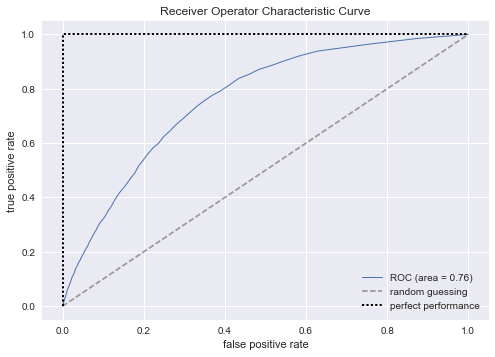 Receiver Operator Characteristic Curve
1.0
0.8
0.6
0.4
0.2
0.0
true positive rate
0.0 0.2 0.4 0.6 0.8 1.0
false positive rate
ROC (area = 0.76)
random guessing
perfect performance